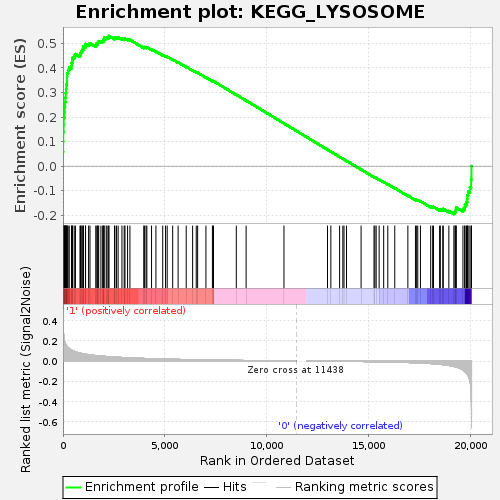 Enrichment plot: KEGG_LYSOSOME
Enrichment score (ES)
0.5
0.4
0.3
0.2
0.1
0.0
-0.1
-0.2
'1' (positively correlated)
Ranked list metric (Signal2Noise)
0.4
0.2
0.0
-0.2
-0.4
-0.6
Zero cross at 11438
'0' (negatively correlated)
0
5,000
10,000
15,000
20,000
Rank in Ordered Dataset
Enrichment profile
Hits
Ranking metric scores